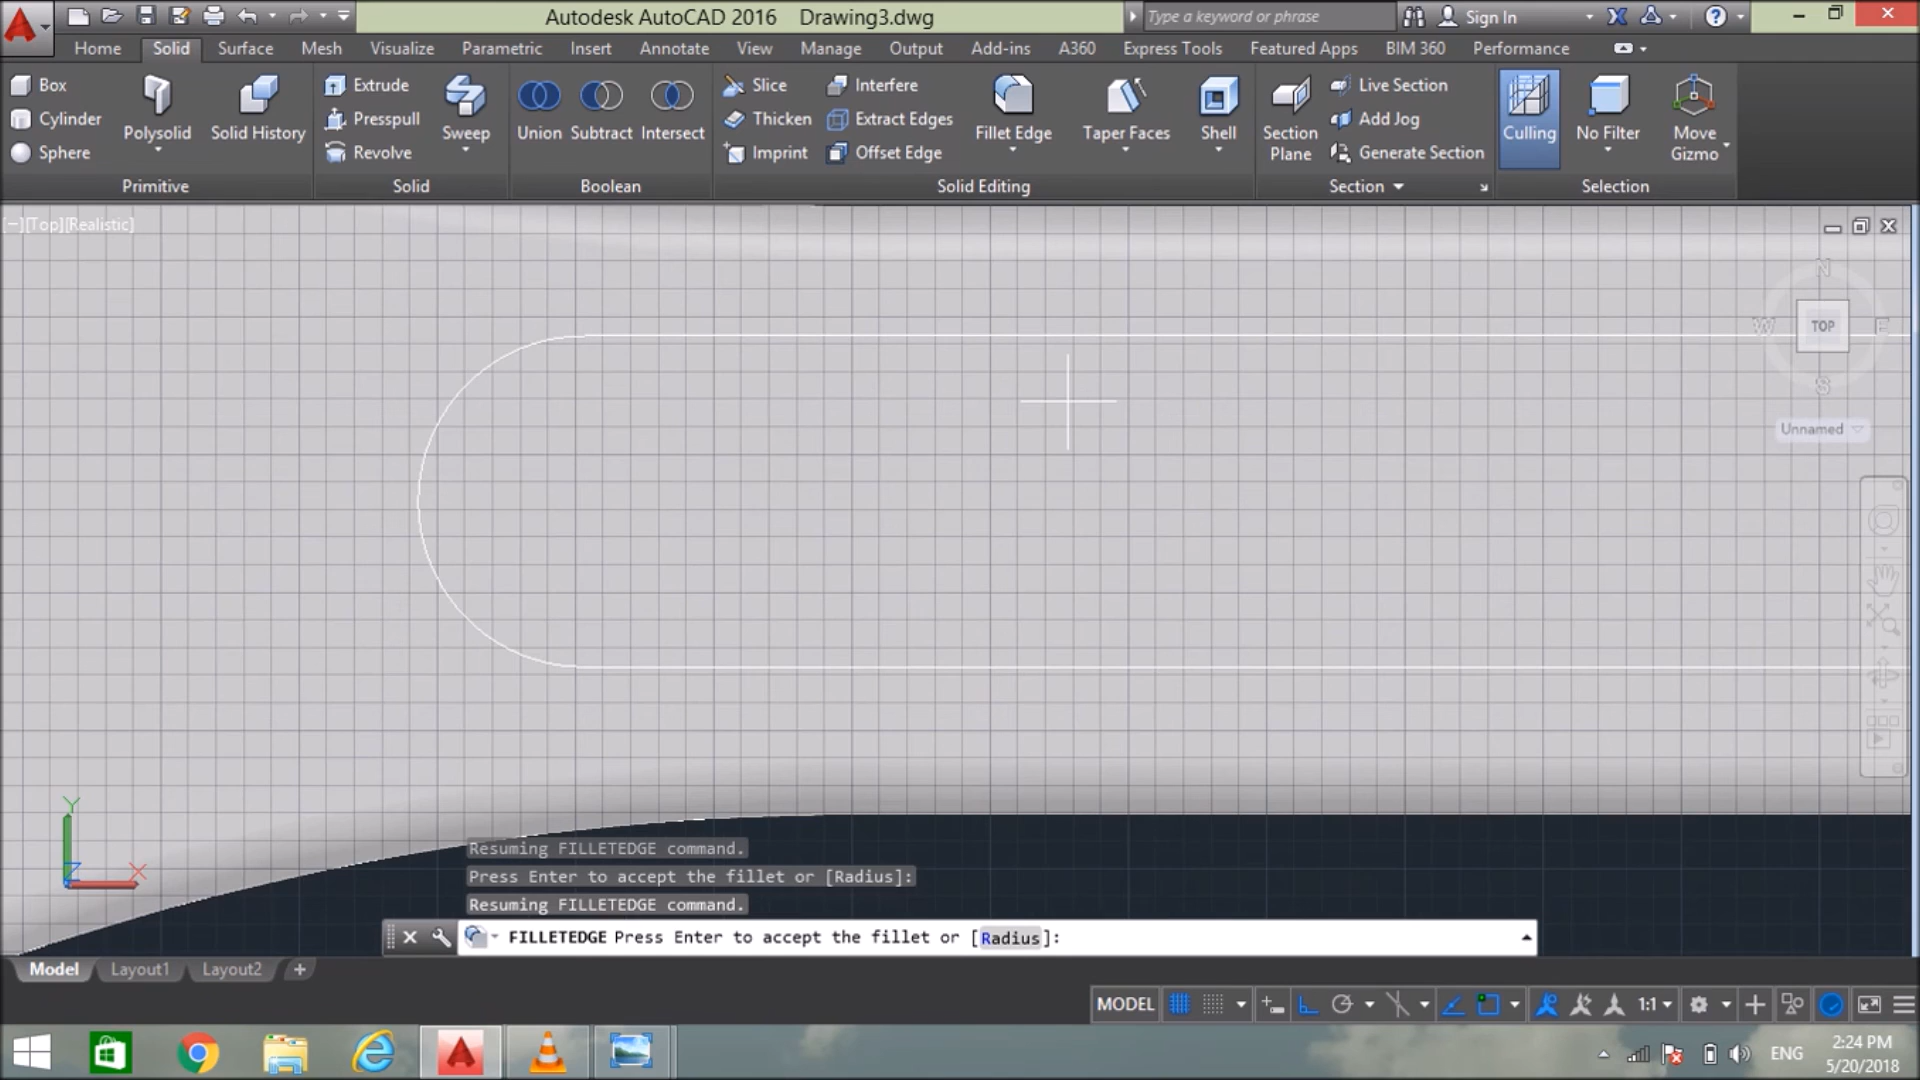 Autodesk AutoCAD 2016 Drawing3.dwg
Type a keyword or phrase
Sign In
Home Solid Surface Mesh Visualize Parametric Insert Annotate View Manage Output Add-ins A360 Express Tools Featured Apps BIM 360 Performance
Box
Cylinder
Sphere
Polysolid
Solid History
Primitive
Extrude
Presspull
Revolve
Sweep
Solid
Union
Subtract
Intersect
Boolean
Slice
Thicken
Imprint
Interfere
Extract Edges
Offset Edge
Fillet Edge
Taper Faces
Shell
Solid Editing
Section
Plane
Live Section
Add Jog
Generate Section
Section
Culling
No Filter
Move
Gizmo
Selection
[−][Top][Realistic]
N
W
TOP
E
S
Unnamed
Y
Z
X
Resuming FILLETEDGE command.
Press Enter to accept the fillet or [Radius]:
Resuming FILLETEDGE command.
FILLETEDGE Press Enter to accept the fillet or [Radius]:
Model Layout1 Layout2 +
MODEL
1:1
ENG
2:24 PM
5/20/2018